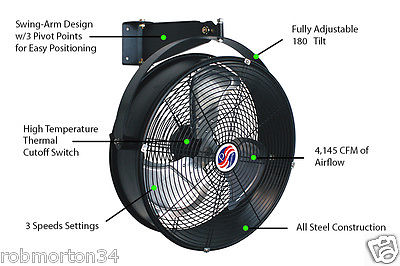 Swing-Arm Design
w/3 Pivot Points
for Easy Positioning
Fully Adjustable
180 Tilt
High Temperature
Thermal
Cutoff Switch
4,145 CFM of
Airflow
3 Speeds Settings
All Steel Construction
robmorton34